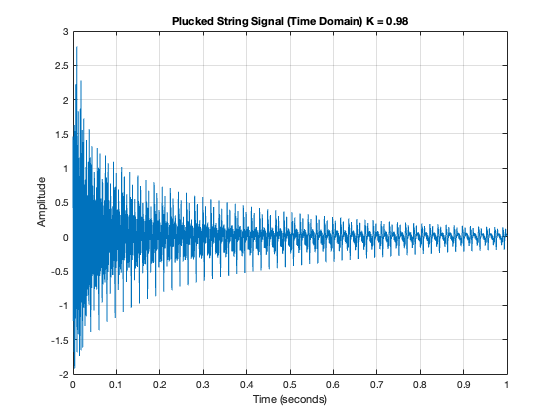 Plucked String Signal (Time Domain) K = 0.98
3
2.5
2
1.5
1
0.5
0
-0.5
-1
-1.5
-2
Amplitude
0 0.1 0.2 0.3 0.4 0.5 0.6 0.7 0.8 0.9 1
Time (seconds)